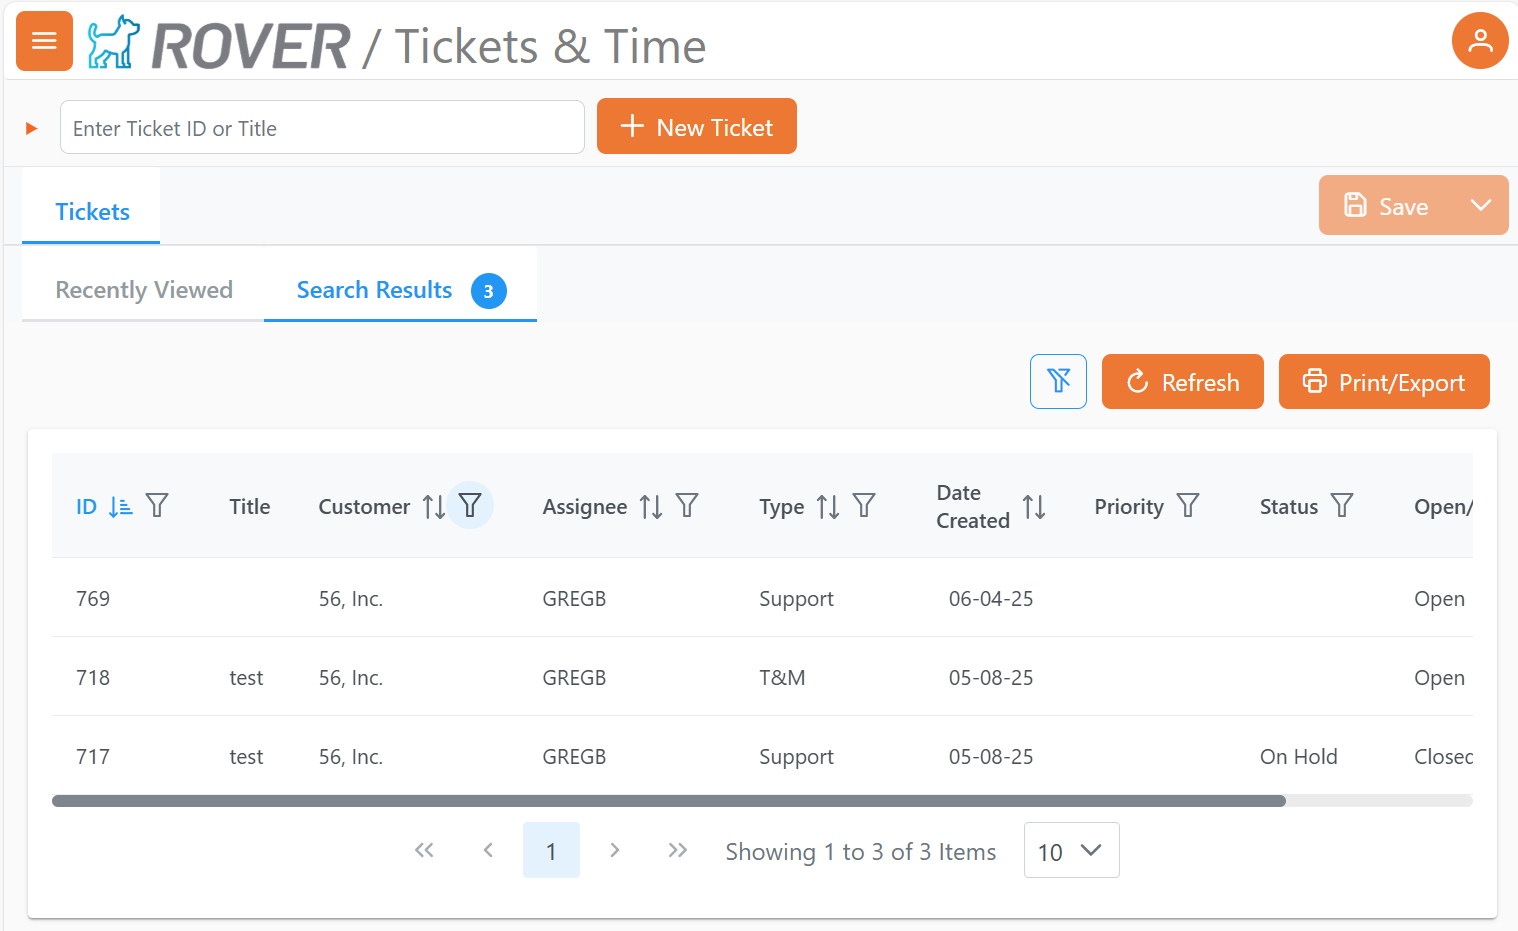 ROVER / Tickets & Time
Enter Ticket ID or Title
New Ticket
Tickets
Save
Recently Viewed
Search Results 3
Refresh
Print/Export
ID Title Customer Assignee Type Date Created Priority Status Open/
769 56, Inc. GREGB Support 06-04-25 Open
718 test 56, Inc. GREGB T&M 05-08-25 Open
717 test 56, Inc. GREGB Support 05-08-25 On Hold Closed
1 Showing 1 to 3 of 3 Items 10